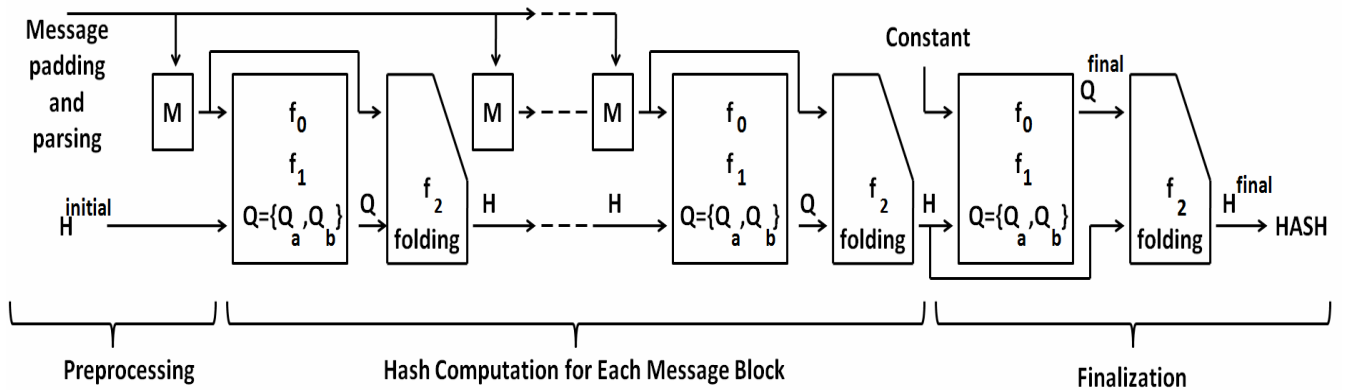 Message
padding
and
parsing
M
H initial
f0
f1
Q={Qa,Qb}
Q
f2
folding
H
M
M
H
f0
f1
Q={Qa,Qb}
Q
f2
folding
H
Constant
f0
f1
Q={Qa,Qb}
Q final
f2
folding
H final
HASH
Preprocessing
Hash Computation for Each Message Block
Finalization